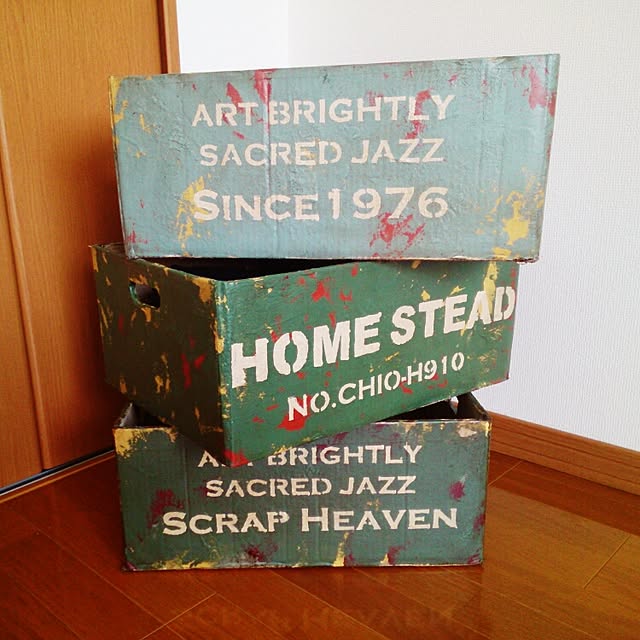 ART BRIGHTLY
SACRED JAZZ
SINCE 1976
HOME STEAD
NO.CHIO-H910
ART BRIGHTLY
SACRED JAZZ
SCRAP HEAVEN